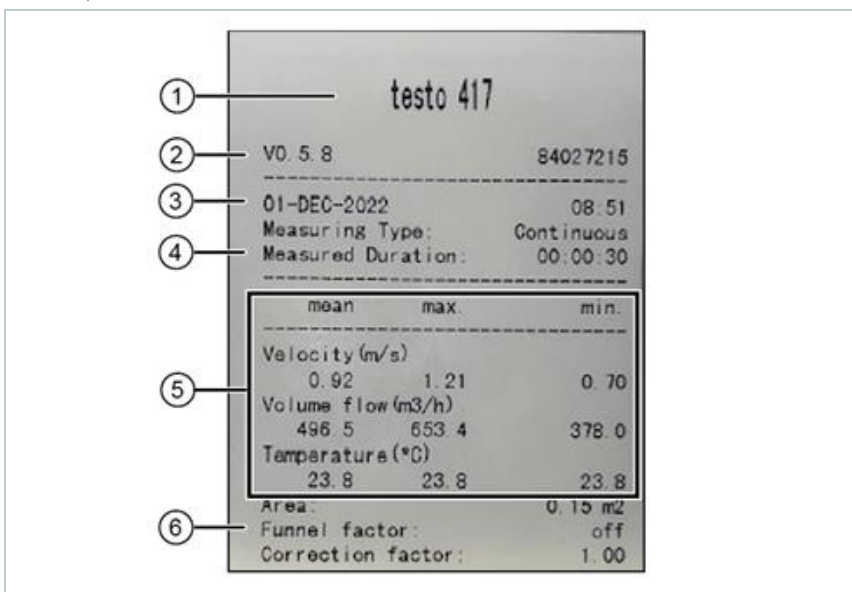 testo 417
① 
② V0.5.8 84027215
③ 01-DEC-2022 08:51
Measuring Type: Continuous
④ Measured Duration: 00:00:30
mean max. min.
Velocity(m/s)
⑤ 0.92 1.21 0.70
Volume flow(m3/h)
496.5 653.4 378.0
Temperature(°C)
23.8 23.8 23.8
Area: 0.15 m2
⑥ Funnel factor: off
Correction factor: 1.00